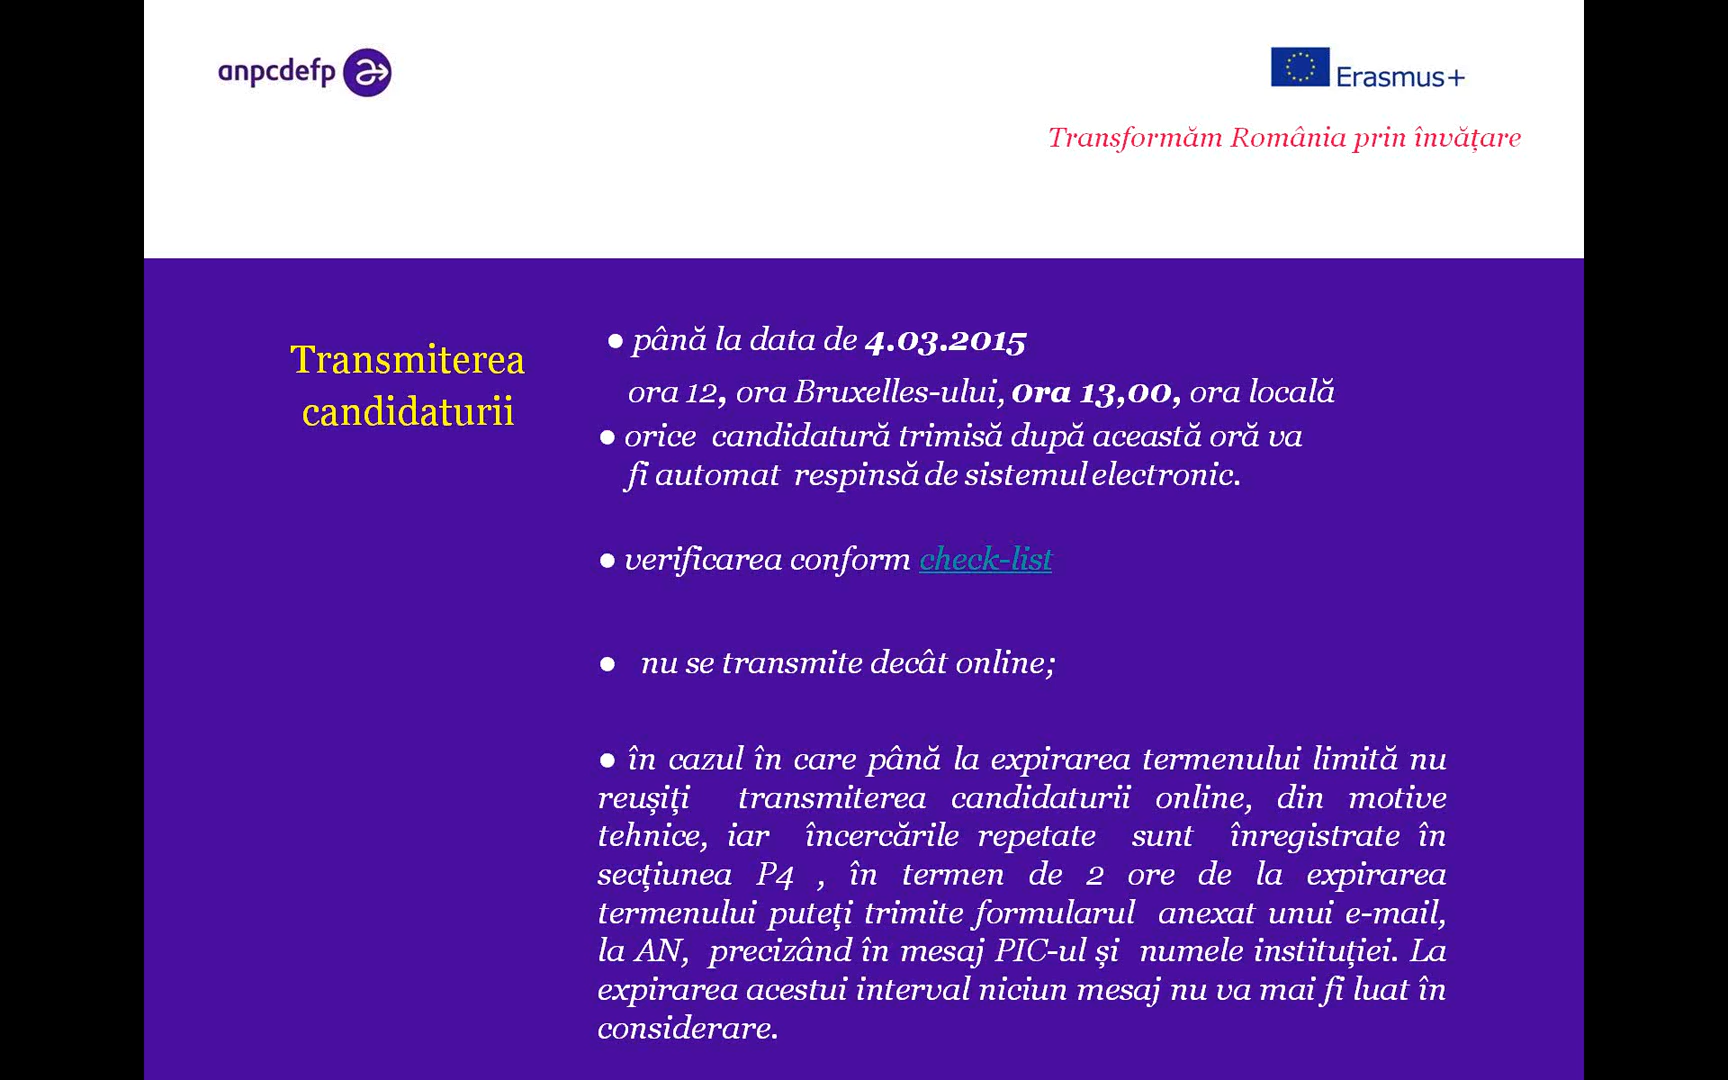 anpcdefp
Erasmus+
Transformăm România prin învățare
Transmiterea
candidaturii
● până la data de 4.03.2015
ora 12, ora Bruxelles-ului, 0ra 13,00, ora locală
● orice candidatură trimisă după această oră va
fi automat respinsă de sistemul electronic.
● verificarea conform check-list
● nu se transmite decât online;
● în cazul în care până la expirarea termenului limită nu
reușiți transmiterea candidaturii online, din motive
tehnice, iar încercările repetate sunt înregistrate în
secțiunea P4 , în termen de 2 ore de la expirarea
termenului puteți trimite formularul anexat unui e-mail,
la AN, precizând în mesaj PIC-ul și numele instituției. La
expirarea acestui interval niciun mesaj nu va mai fi luat în
considerare.